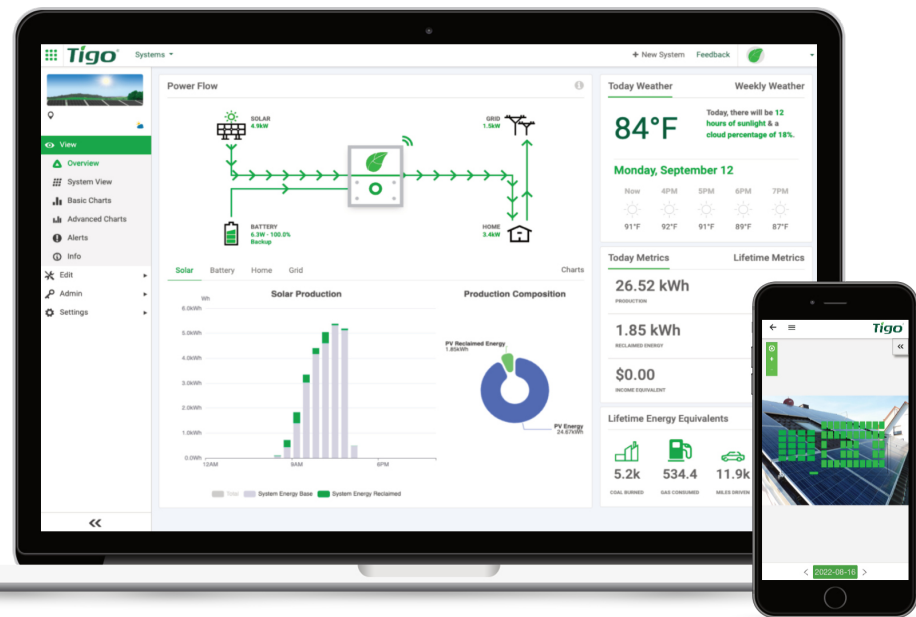 Tigo
Systems
+ New System
Feedback
View
Overview
System View
Basic Charts
Advanced Charts
Alerts
Info
Edit
Admin
Settings
Power Flow
SOLAR
4.9kW
GRID
1.5kW
BATTERY
6.3W - 100.0%
Backup
HOME
3.4kW
Solar
Battery
Home
Grid
Charts
Solar Production
Wh
6.0kWh
5.0kWh
4.0kWh
3.0kWh
2.0kWh
1.0kWh
0.0Wh
12AM
8PM
System Energy Base
System Energy Reclaimed
Production Composition
PV Reclaimed Energy
1.85kWh
PV Energy
24.67kWh
Today Weather
Weekly Weather
84°F
Today, there will be 12
hours of sunlight & a
cloud percentage of 18%.
Monday, September 12
Now
4PM
5PM
6PM
7PM
91°F
92°F
91°F
89°F
87°F
Today Metrics
Lifetime Metrics
26.52 kWh
PRODUCTION
1.85 kWh
RECLAIMED ENERGY
$0.00
INCOME EQUIVALENT
Lifetime Energy Equivalents
5.2k
COAL BURNED
534.4
GAS CONSUMED
11.9k
MILES DRIVEN
Tigo
2022-08-16